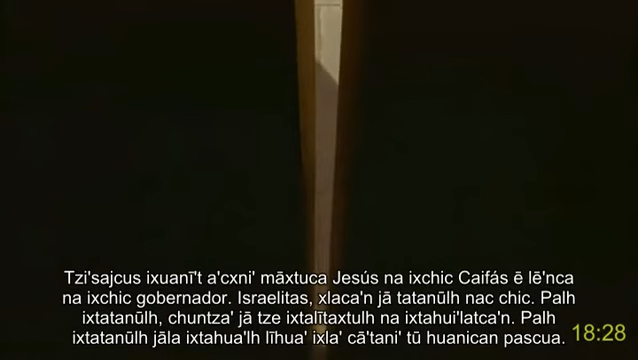 Tzi'sajcus ixuanī't a'cxni' māxtuca Jesús na ixchic Caifás ē lē'nca
na ixchic gobernador. Israelitas, xlaca'n jā tatanūlh nac chic. Palh
ixtatanūlh, chuntza' jā tze ixtalītaxtulh na ixtahui'latca'n. Palh
ixtatanūlh jāla ixtahua'lh līhua' ixla' cā'tani' tū huanican pascua.
18:28